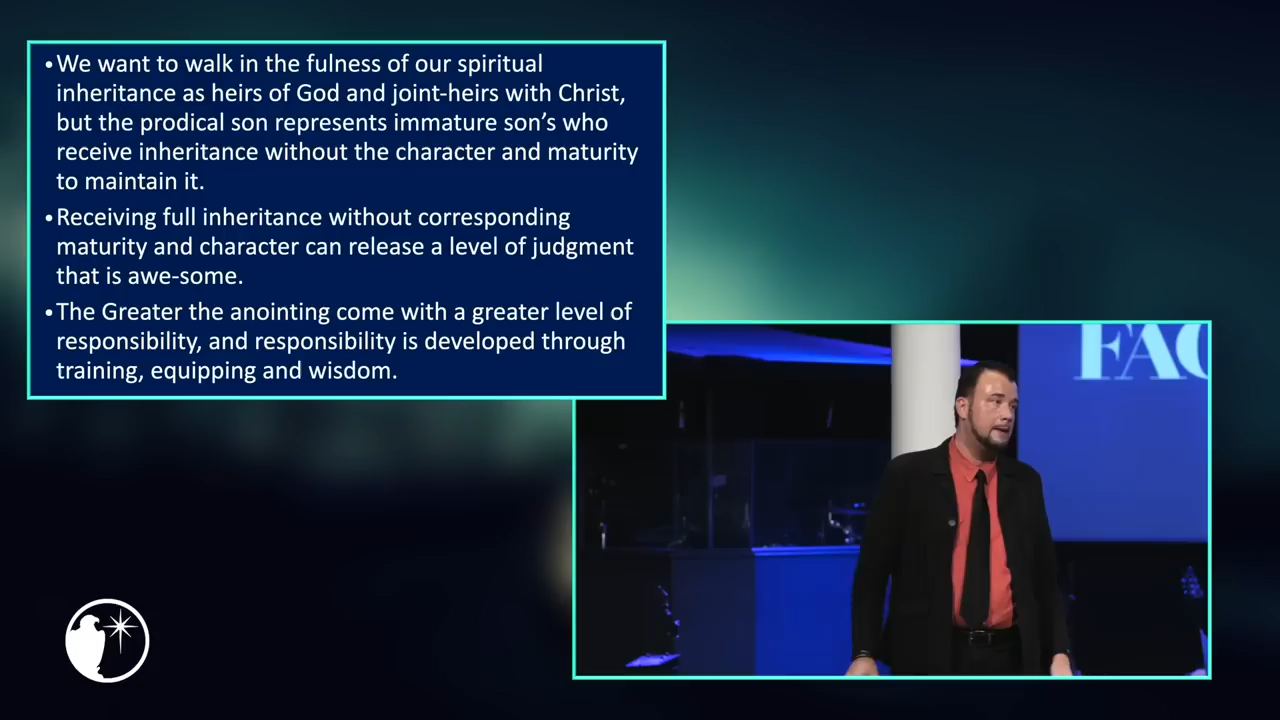 •We want to walk in the fulness of our spiritual
inheritance as heirs of God and joint-heirs with Christ,
but the prodical son represents immature son's who
receive inheritance without the character and maturity
to maintain it.
•Receiving full inheritance without corresponding
maturity and character can release a level of judgment
that is awe-some.
•The Greater the anointing come with a greater level of
responsibility, and responsibility is developed through
training, equipping and wisdom.